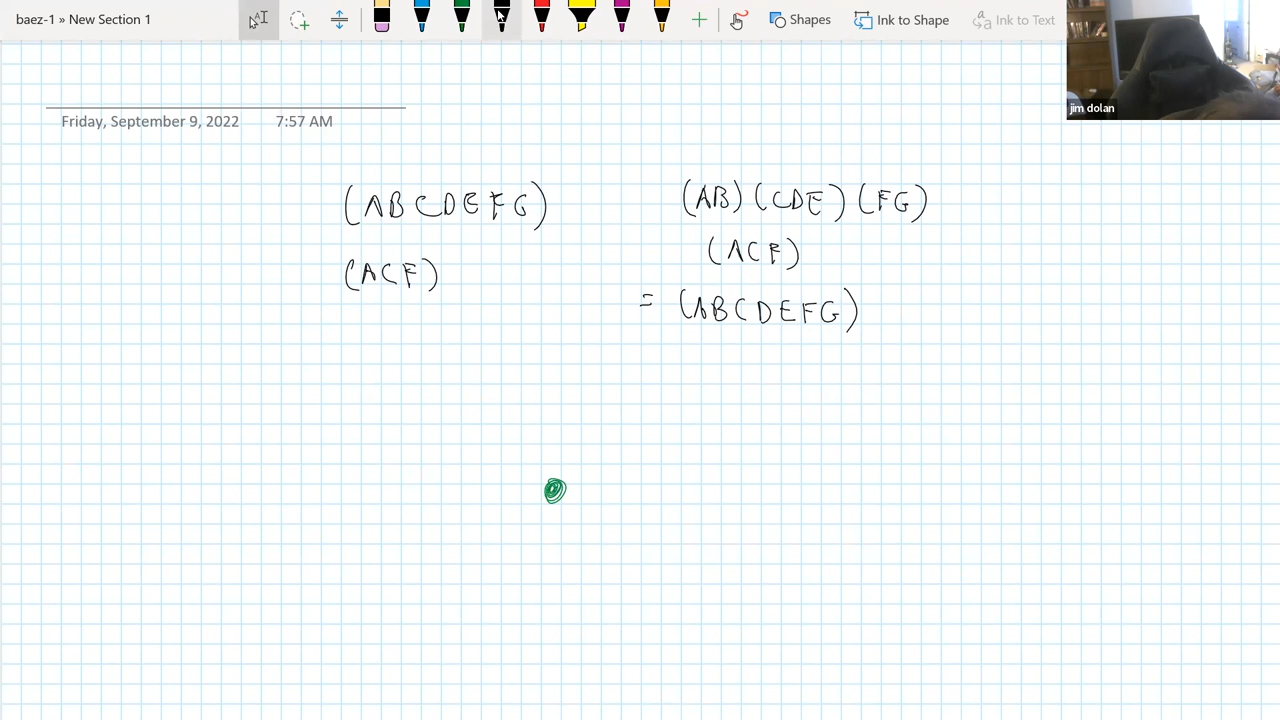 baez-1 » New Section 1
Shapes
Ink to Shape
Ink to Text
jim dolan
Friday, September 9, 2022 7:57 AM
(ABCDEFG)
(ACF)
(AB)(CDE)(FG)
(ACF)
= (ABCDEFG)